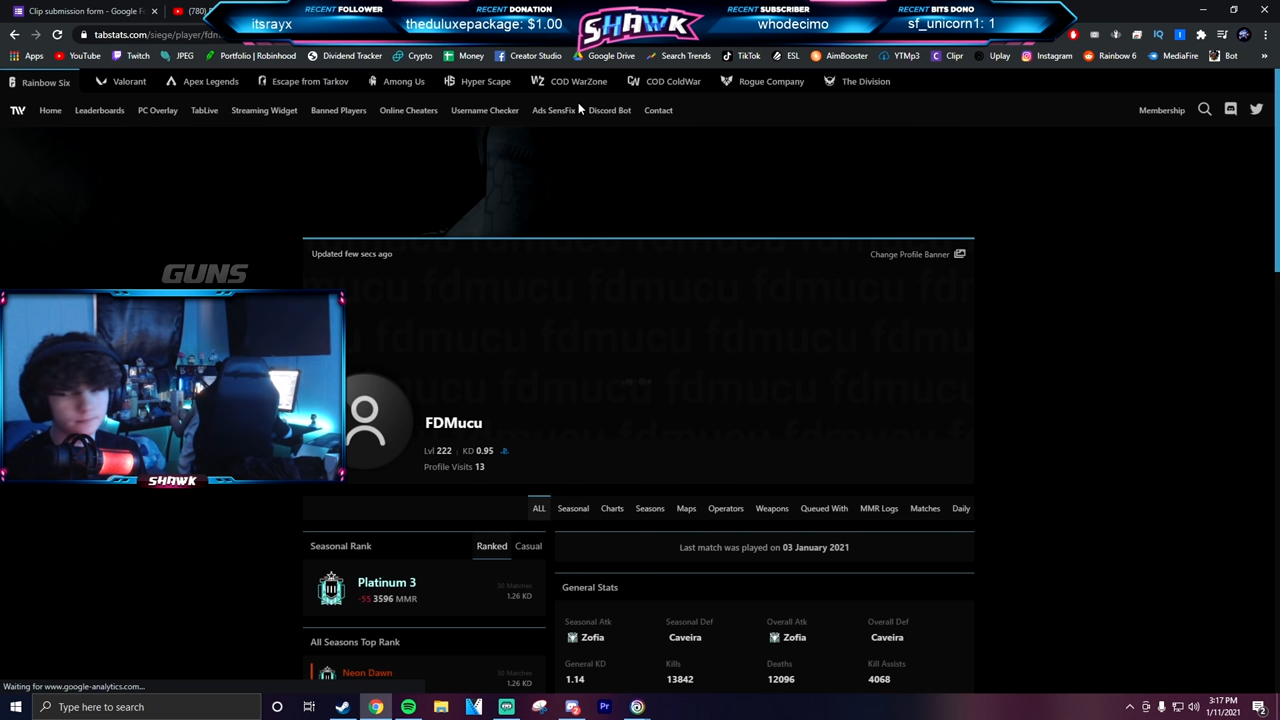 Clip submission form - Google F
(780)
RECENT FOLLOWER
itsrayx
RECENT DONATION
theduluxepackage: $1.00
SHAWK
RECENT SUBSCRIBER
whodecimo
RECENT BITS DONO
sf_unicorn1: 1
tabstats.com/siege/player/fdm
Apps
YouTube
Twitch
JPEG
Portfolio | Robinhoo
Dividend Tracker
Crypto
Money
Creator Studio
Google Drive
Search Trends
TikTok
ESL
AimBooster
YTMp3
Clipr
Uplay
Instagram
Rainbow 6
MediaFire
Bot
Rainbow Six
Valorant
Apex Legends
Escape from Tarkov
Among Us
Hyper Scape
COD WarZone
COD ColdWar
Rogue Company
The Division
Home
Leaderboards
PC Overlay
TabLive
Streaming Widget
Banned Players
Online Cheaters
Username Checker
Ads SensFix
Discord Bot
Contact
Membership
Updated few secs ago
Change Profile Banner
GUNS
fdmucu fdmucu
FDMucu
Lvl 222
KD 0.95
Profile Visits 13
SHAWK
ALL
Seasonal
Charts
Seasons
Maps
Operators
Weapons
Queued With
MMR Logs
Matches
Daily
Seasonal Rank
Ranked
Casual
Last match was played on 03 January 2021
Platinum 3
-55 3596 MMR
30 Matches
1.26 KD
General Stats
Seasonal Atk
Zofia
Seasonal Def
Caveira
Overall Atk
Zofia
Overall Def
Caveira
All Seasons Top Rank
General KD
1.14
Kills
13842
Deaths
12096
Kill Assists
4068
Neon Dawn
30 Matches
1.26 KD
Waiting for www.google-analytics.com...
Type here to search
3:17 PM
1/11/2021